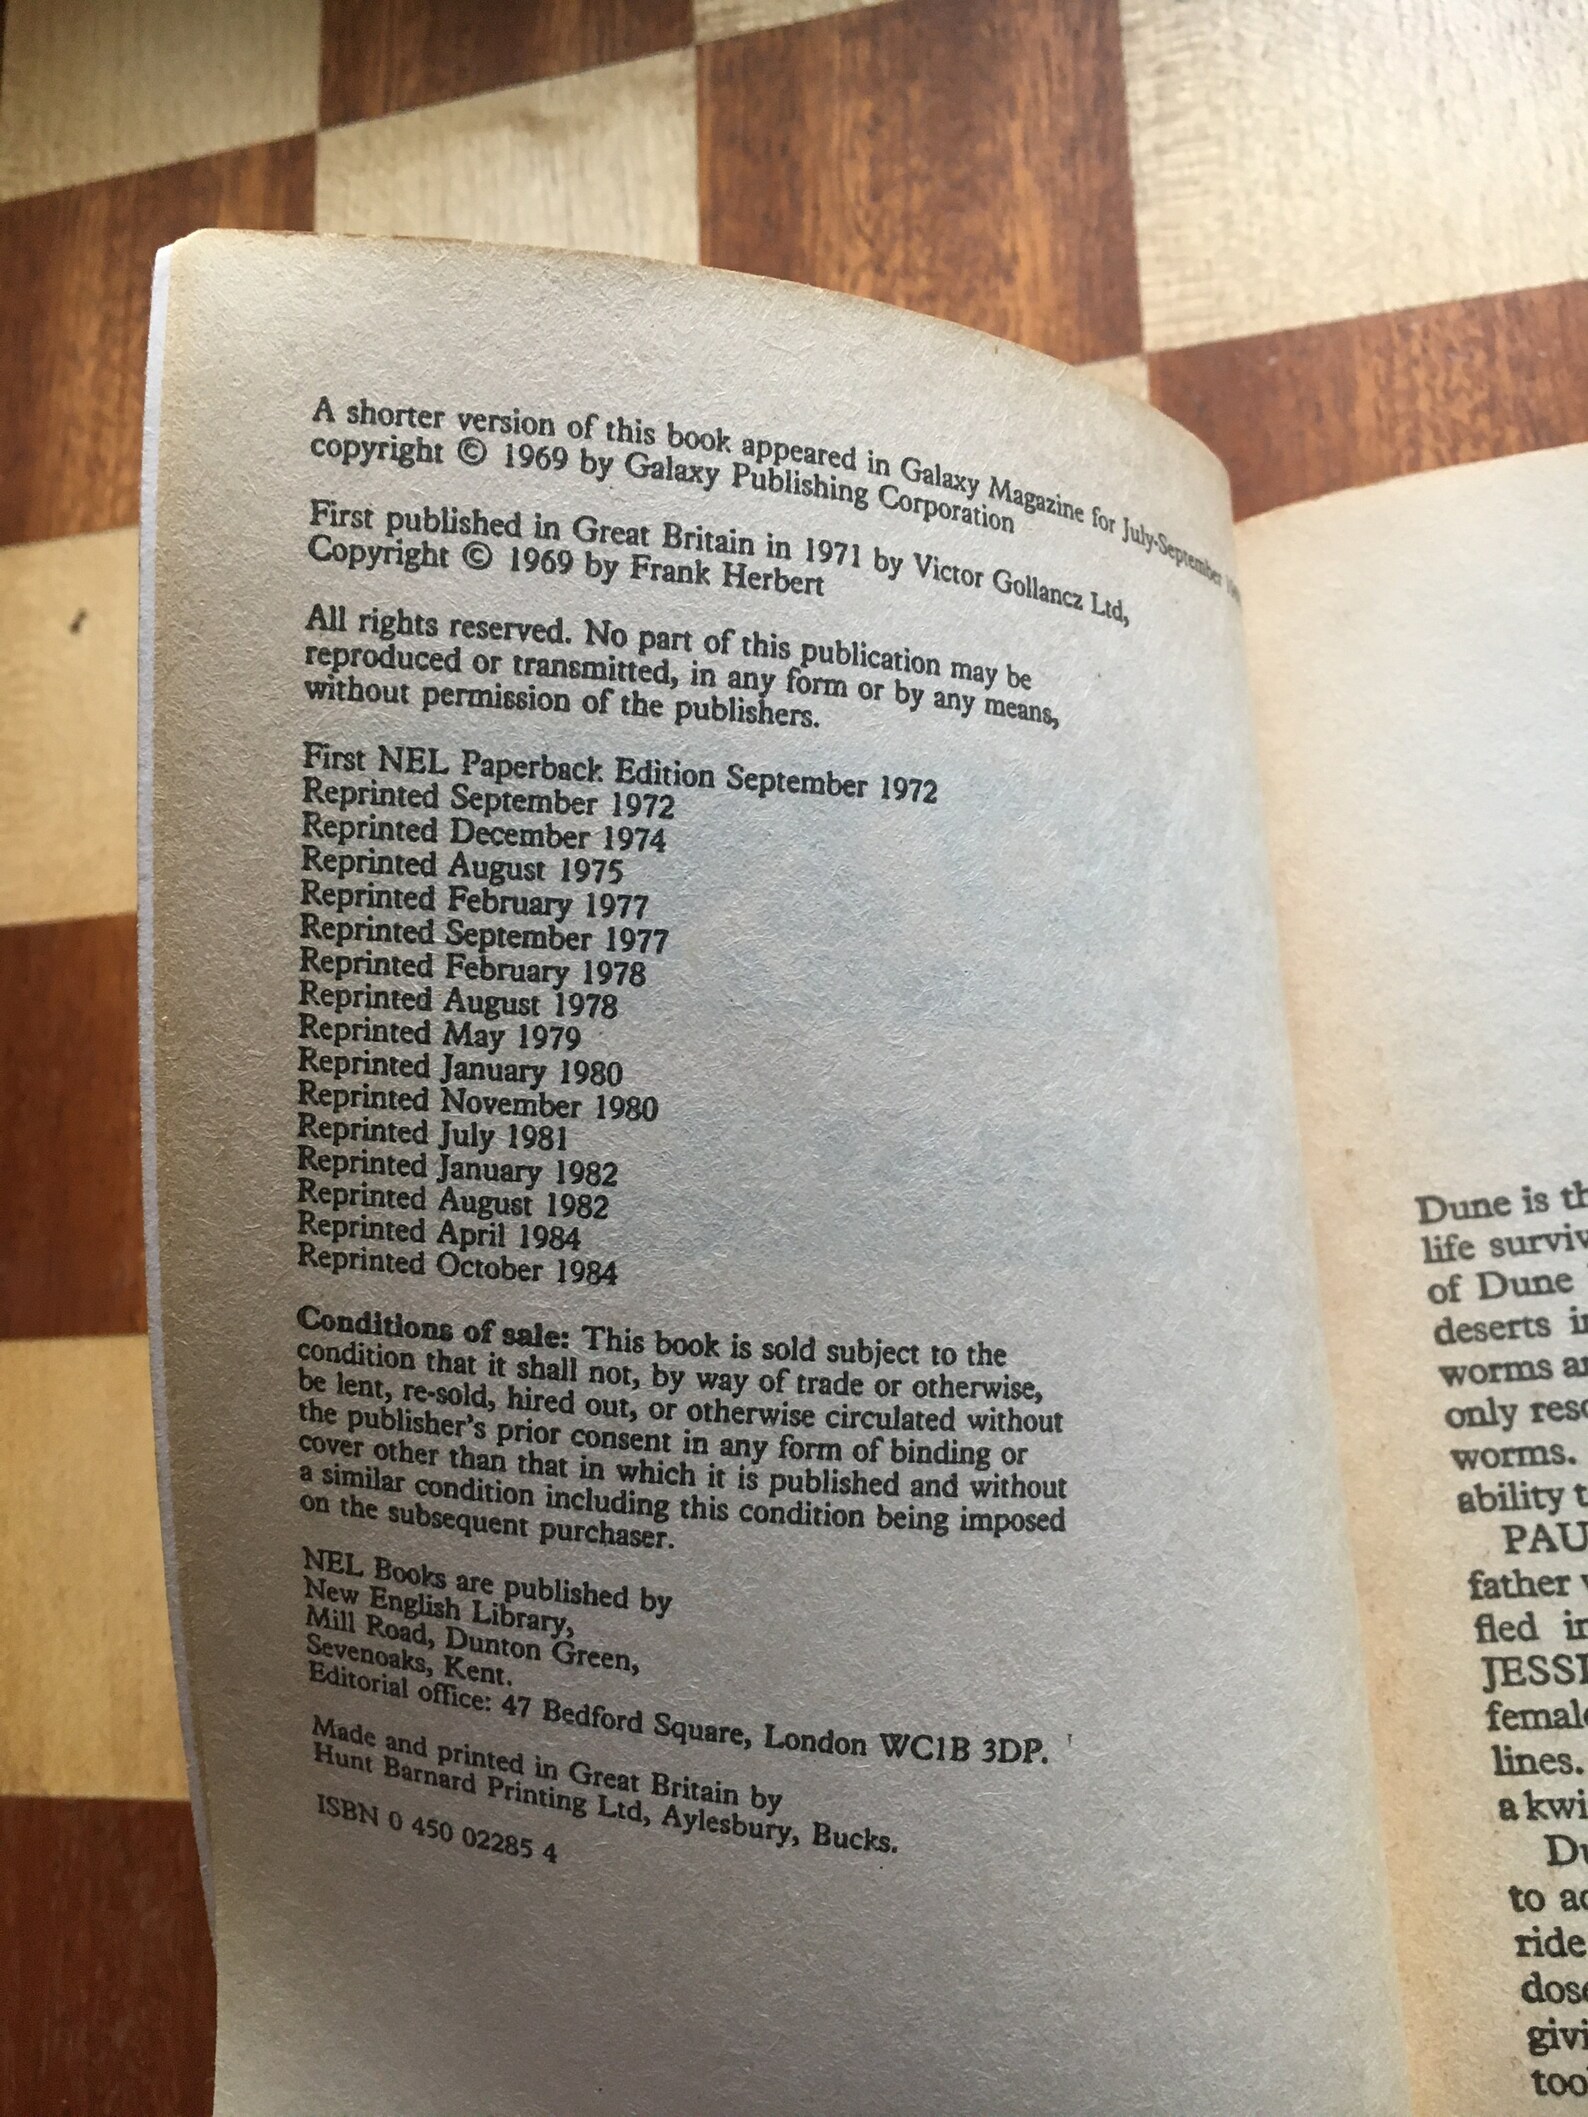 A shorter version of this book appeared in Galaxy Magazine for July-September
copyright © 1969 by Galaxy Publishing Corporation
First published in Great Britain in 1971 by Victor Gollancz Ltd,
Copyright © 1969 by Frank Herbert
All rights reserved. No part of this publication may be
reproduced or transmitted, in any form or by any means,
without permission of the publishers.
First NEL Paperback Edition September 1972
Reprinted September 1972
Reprinted December 1974
Reprinted August 1975
Reprinted February 1977
Reprinted September 1977
Reprinted February 1978
Reprinted August 1978
Reprinted May 1979
Reprinted January 1980
Reprinted November 1980
Reprinted July 1981
Reprinted January 1982
Reprinted August 1982
Reprinted April 1984
Reprinted October 1984
Conditions of sale: This book is sold subject to the
condition that it shall not, by way of trade or otherwise,
be lent, re-sold, hired out, or otherwise circulated without
the publisher's prior consent in any form of binding or
cover other than that in which it is published and without
a similar condition including this condition being imposed
on the subsequent purchaser.
NEL Books are published by
New English Library,
Mill Road, Dunton Green,
Sevenoaks, Kent.
Editorial office: 47 Bedford Square, London WC1B 3DP.
Made and printed in Great Britain by
Hunt Barnard Printing Ltd, Aylesbury, Bucks.
ISBN 0 450 02285 4
Dune is th
life surviv
of Dune
deserts i
worms a
only reso
worms.
ability t
PAU
father
fled i
JESSI
female
lines.
a kwi
Du
to ac
ride
dose
givi
too